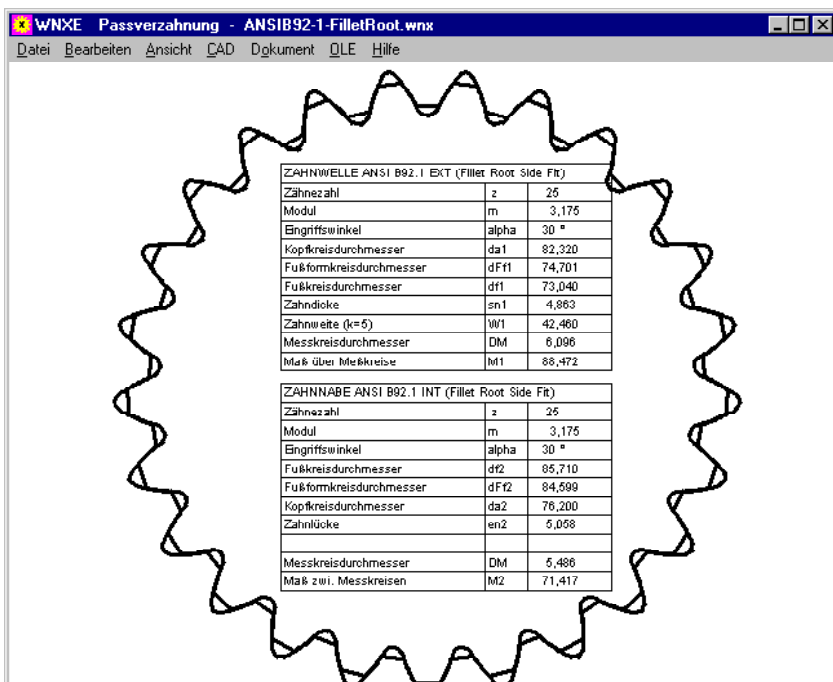 WNXE Passverzahnung - ANSIB92-1-FilletRoot.wnx
Datei Bearbeiten Ansicht CAD Dokument OLE Hilfe
ZAHNWELLE ANSI B92.1 EXT (Fillet Root Side Fit)
Zähnezahl z 25
Modul m 3,175
Eingriffswinkel alpha 30 °
Kopfkreisdurchmesser da1 82,320
Fußformkreisdurchmesser dFf1 74,701
Fußkreisdurchmesser df1 73,040
Zahndicke sn1 4,863
Zahnweite (k=5) W1 42,460
Messkreisdurchmesser DM 6,096
Maß über Meßkreise M1 88,472
ZAHNNABE ANSI B92.1 INT (Fillet Root Side Fit)
Zähnezahl z 25
Modul m 3,175
Eingriffswinkel alpha 30 °
Fußkreisdurchmesser df2 85,710
Fußformkreisdurchmesser dFf2 84,599
Kopfkreisdurchmesser da2 76,200
Zahnlücke en2 5,058
Messkreisdurchmesser DM 5,486
Maß zwi. Messkreisen M2 71,417